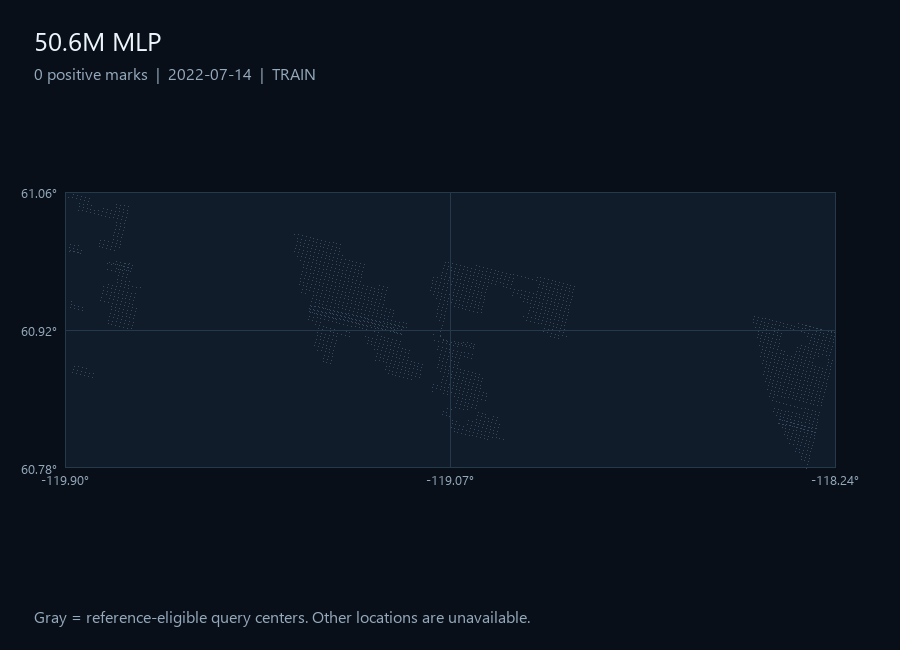 50.6M MLP
0 positive marks | 2022-07-14 | TRAIN
61.06°
60.92°
60.78°
-119.90°
-119.07°
-118.24°
Gray = reference-eligible query centers. Other locations are unavailable.